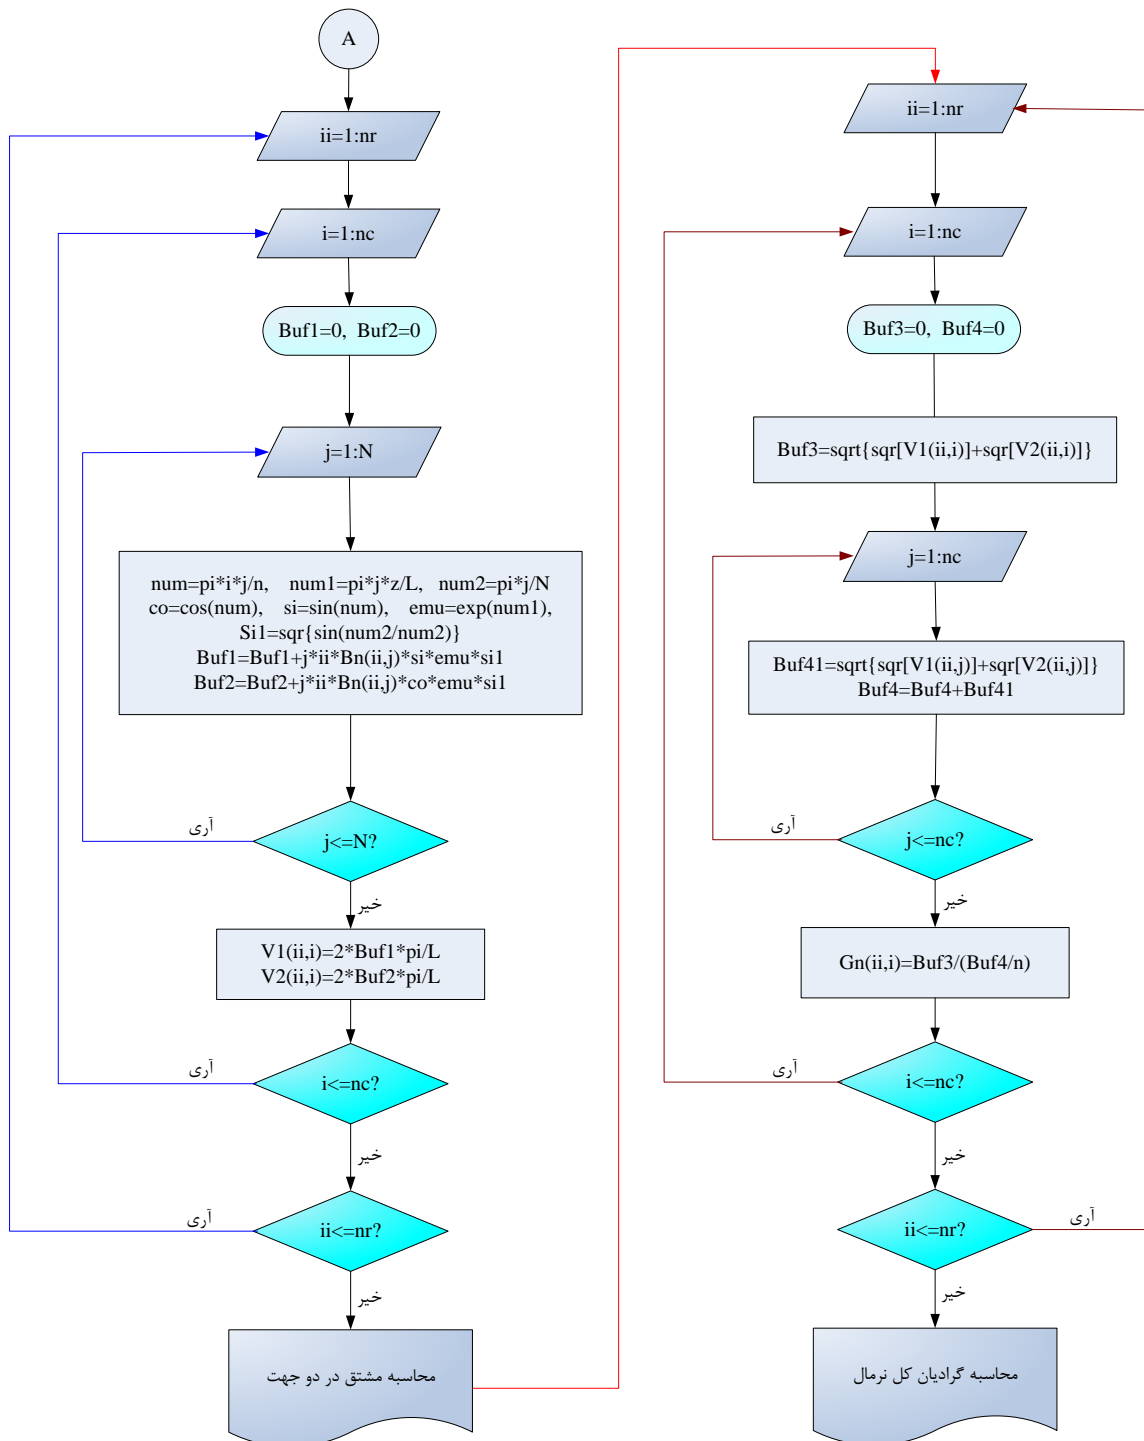 A
ii=1:nr
i=1:nc
Buf1=0, Buf2=0
j=1:N
num=pi*i*j/n, num1=pi*j*z/L, num2=pi*j/N
co=cos(num), si=sin(num), emu=exp(num1),
Si1=sqr{sin(num2/num2)}
Buf1=Buf1+j*ii*Bn(ii,j)*si*emu*si1
Buf2=Buf2+j*ii*Bn(ii,j)*co*emu*si1
آری
j<=N?
خیر
V1(ii,i)=2*Buf1*pi/L
V2(ii,i)=2*Buf2*pi/L
آری
i<=nc?
خیر
آری
ii<=nr?
خیر
محاسبه مشتق در دو جهت
ii=1:nr
i=1:nc
Buf3=0, Buf4=0
Buf3=sqrt{sqr[V1(ii,i)]+sqr[V2(ii,i)]}
j=1:nc
Buf41=sqrt{sqr[V1(ii,j)]+sqr[V2(ii,j)]}
Buf4=Buf4+Buf41
آری
j<=nc?
خیر
Gn(ii,i)=Buf3/(Buf4/n)
آری
i<=nc?
خیر
ii<=nr?
آری
خیر
محاسبه گرادیان کل نرمال